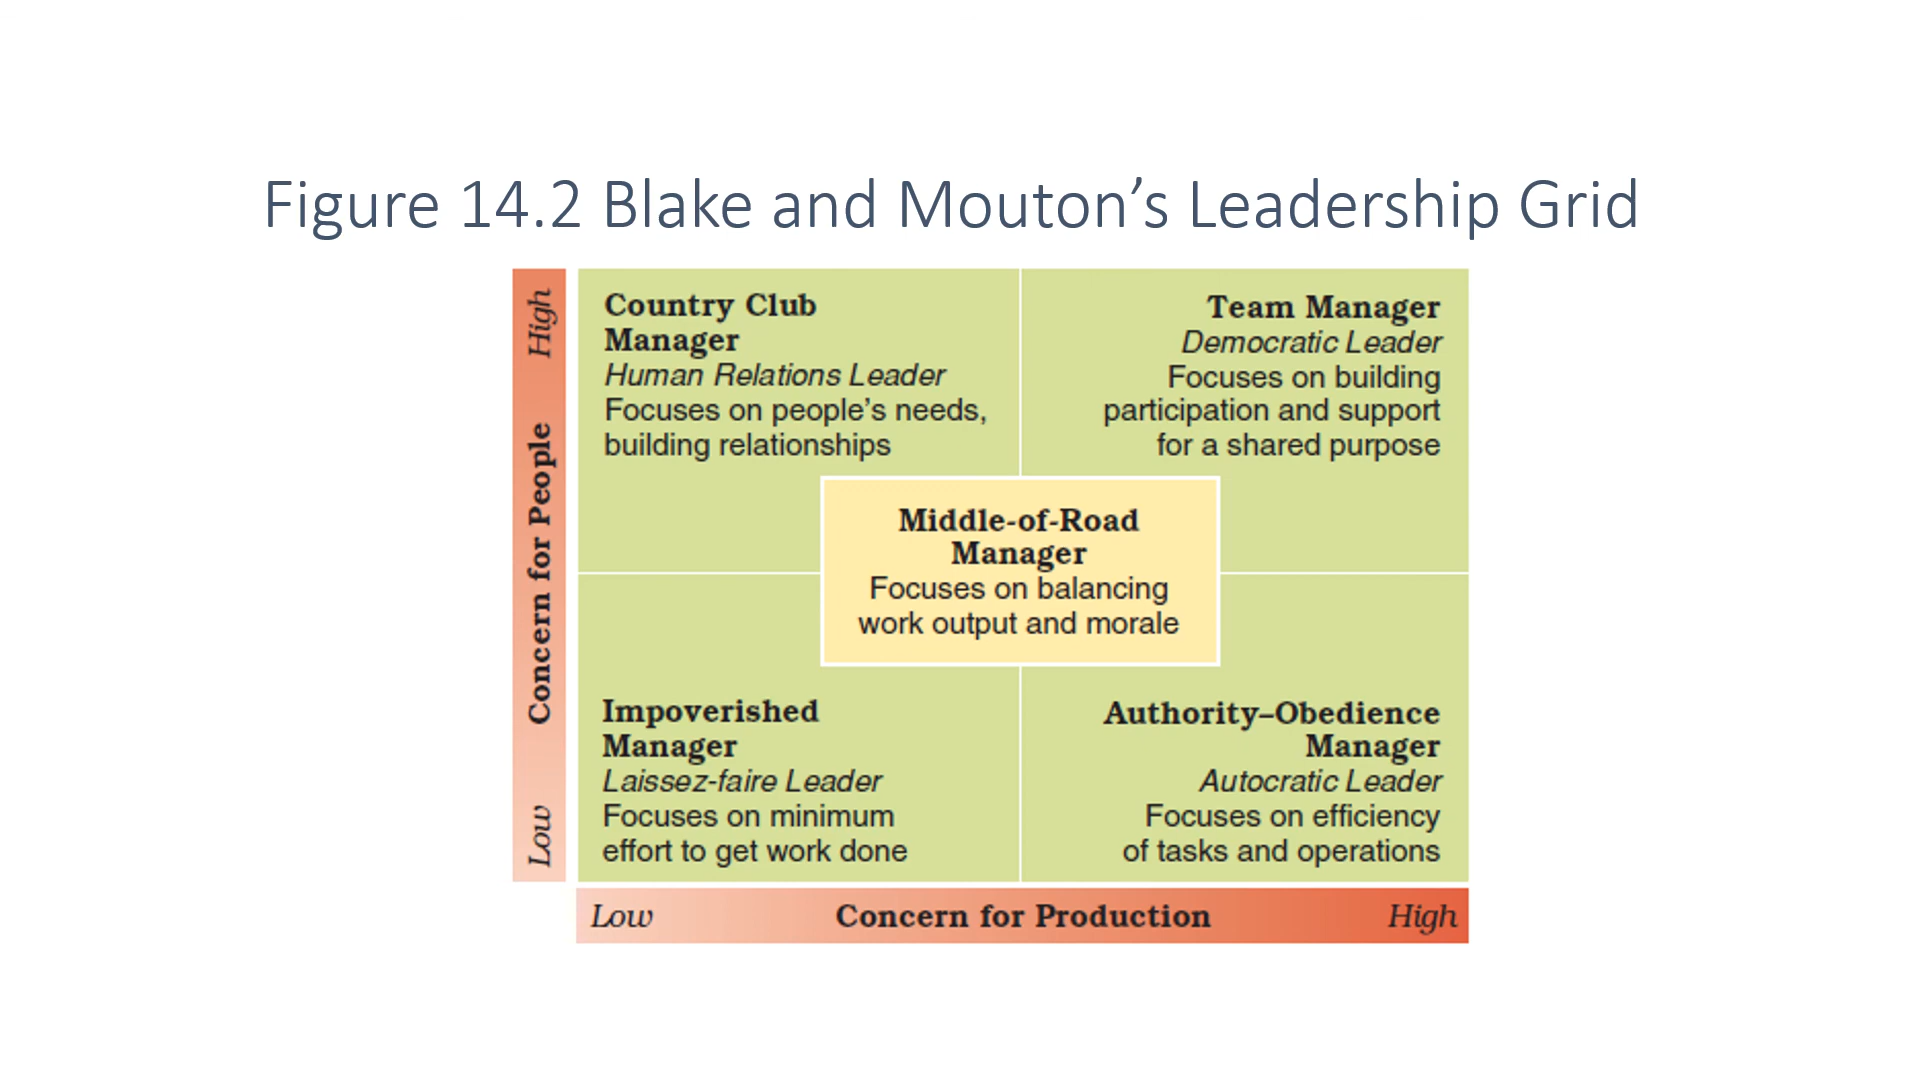 Figure 14.2 Blake and Mouton’s Leadership Grid
High
Concern for People
Low
Country Club
Manager
Human Relations Leader
Focuses on people’s needs,
building relationships
Team Manager
Democratic Leader
Focuses on building
participation and support
for a shared purpose
Middle-of-Road
Manager
Focuses on balancing
work output and morale
Impoverished
Manager
Laissez-faire Leader
Focuses on minimum
effort to get work done
Authority–Obedience
Manager
Autocratic Leader
Focuses on efficiency
of tasks and operations
Low
Concern for Production
High